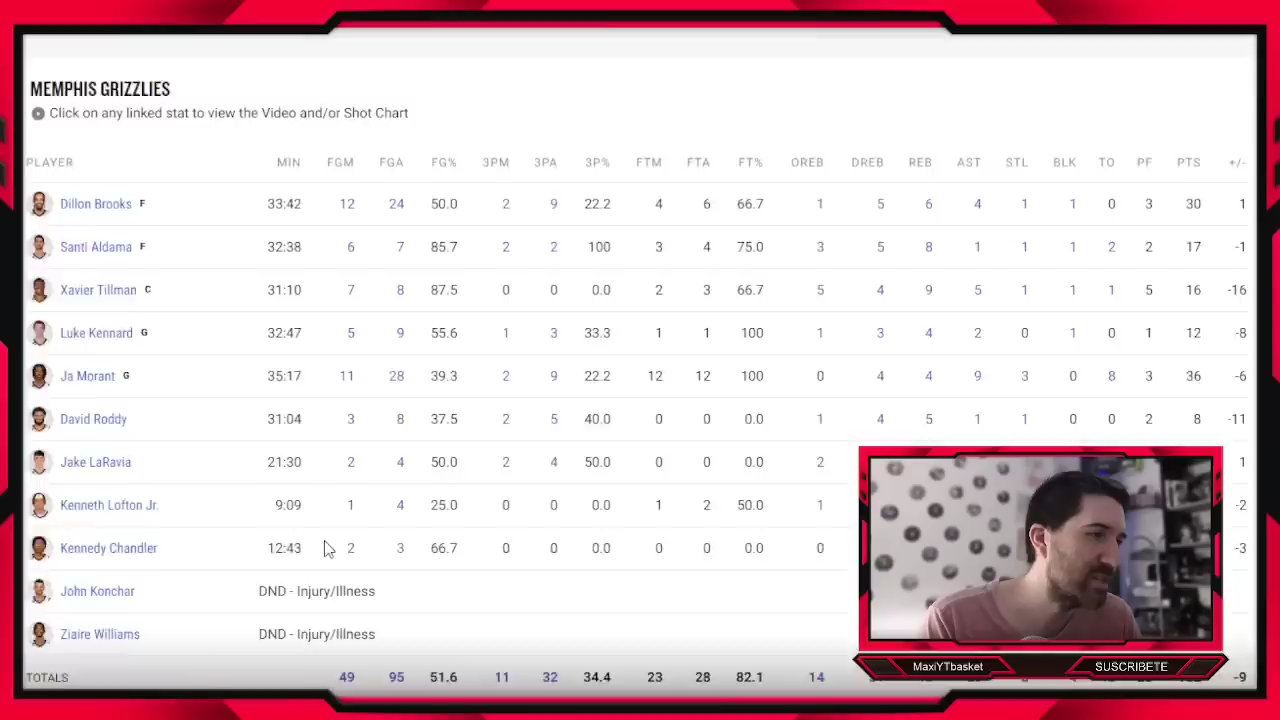 MEMPHIS GRIZZLIES
Click on any linked stat to view the Video and/or Shot Chart
PLAYER MIN FGM FGA FG% 3PM 3PA 3P% FTM FTA FT% OREB DREB REB AST STL BLK TO PF PTS +/-
Dillon Brooks F 33:42 12 24 50.0 2 9 22.2 4 6 66.7 1 5 6 4 1 1 0 3 30 1
Santi Aldama F 32:38 6 7 85.7 2 2 100 3 4 75.0 3 5 8 1 1 1 2 2 17 -1
Xavier Tillman C 31:10 7 8 87.5 0 0 0.0 2 3 66.7 5 4 9 5 1 1 1 5 16 -16
Luke Kennard G 32:47 5 9 55.6 1 3 33.3 1 1 100 1 3 4 2 0 1 0 1 12 -8
Ja Morant G 35:17 11 28 39.3 2 9 22.2 12 12 100 0 4 4 9 3 0 8 3 36 -6
David Roddy 31:04 3 8 37.5 2 5 40.0 0 0 0.0 1 4 5 1 1 0 0 2 8 -11
Jake LaRavia 21:30 2 4 50.0 2 4 50.0 0 0 0.0 2 1
Kenneth Lofton Jr. 9:09 1 4 25.0 0 0 0.0 1 2 50.0 1 -2
Kennedy Chandler 12:43 2 3 66.7 0 0 0.0 0 0 0.0 0 -3
John Konchar DND - Injury/Illness
Ziaire Williams DND - Injury/Illness
TOTALS 49 95 51.6 11 32 34.4 23 28 82.1 14 -9
MaxiYTbasket SUSCRIBETE